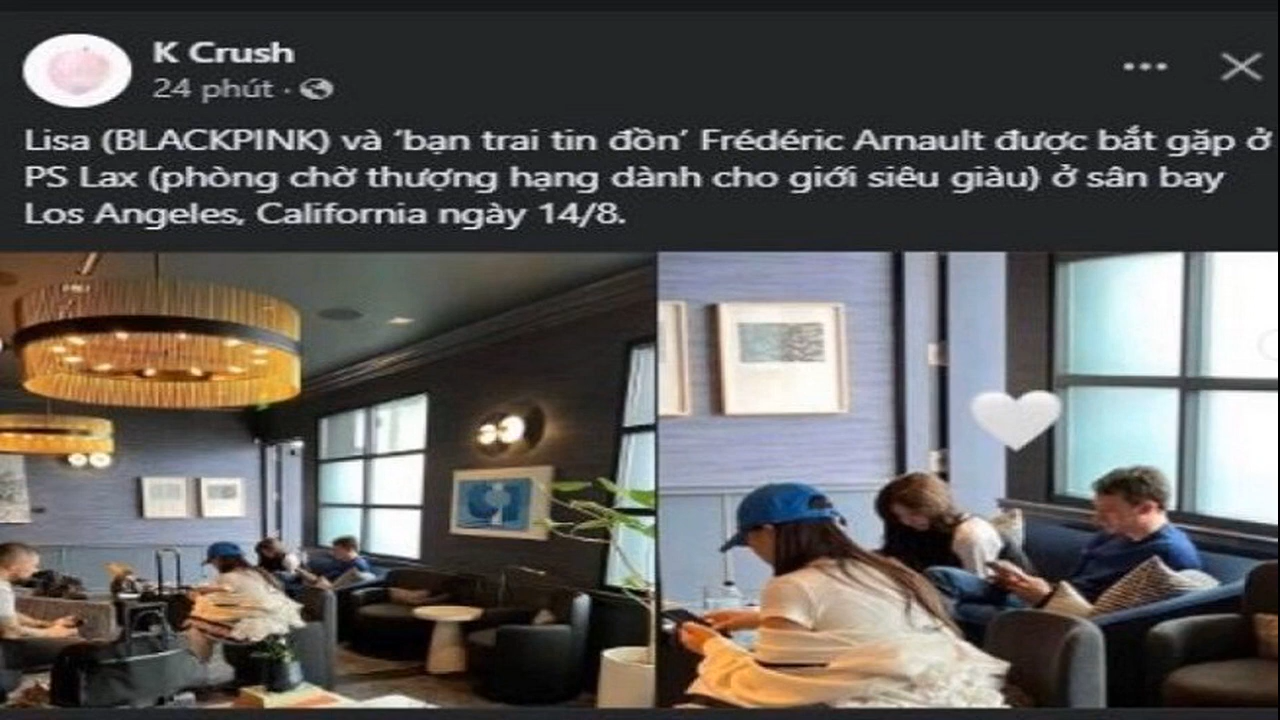 K Crush
24 phút ·
Lisa (BLACKPINK) và ‘bạn trai tin đồn’ Frédéric Arnault được bắt gặp ở
PS Lax (phòng chờ thượng hạng dành cho giới siêu giàu) ở sân bay
Los Angeles, California ngày 14/8.